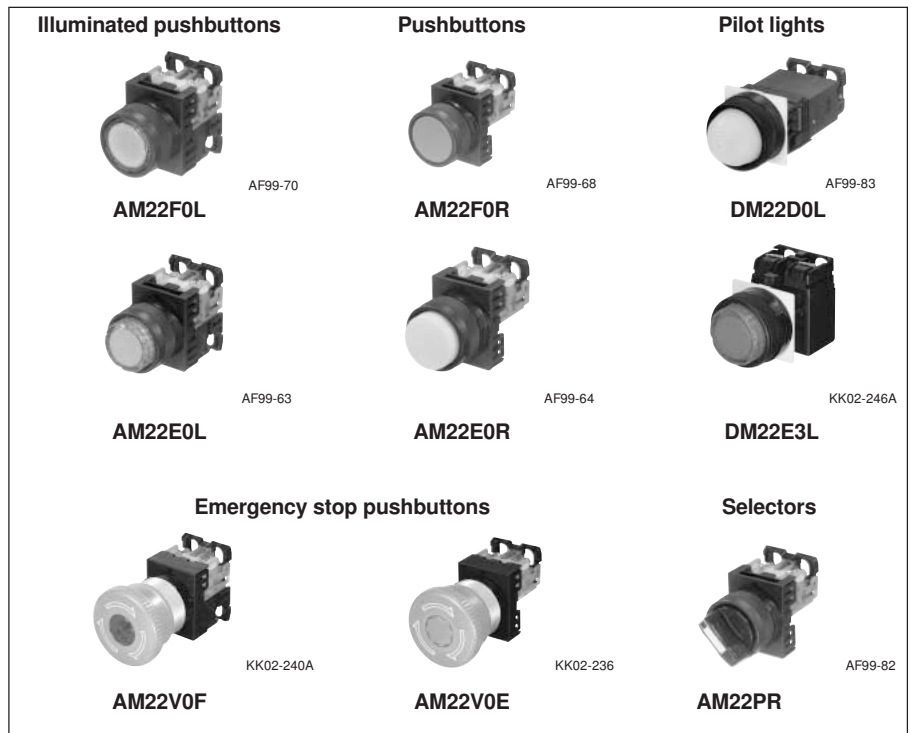 Illuminated pushbuttons Pushbuttons Pilot lights
AF99-70 AF99-68 AF99-83
AM22F0L AM22F0R DM22D0L
AF99-63 AF99-64 KK02-246A
AM22E0L AM22E0R DM22E3L
Emergency stop pushbuttons Selectors
KK02-240A KK02-236 AF99-82
AM22V0F AM22V0E AM22PR